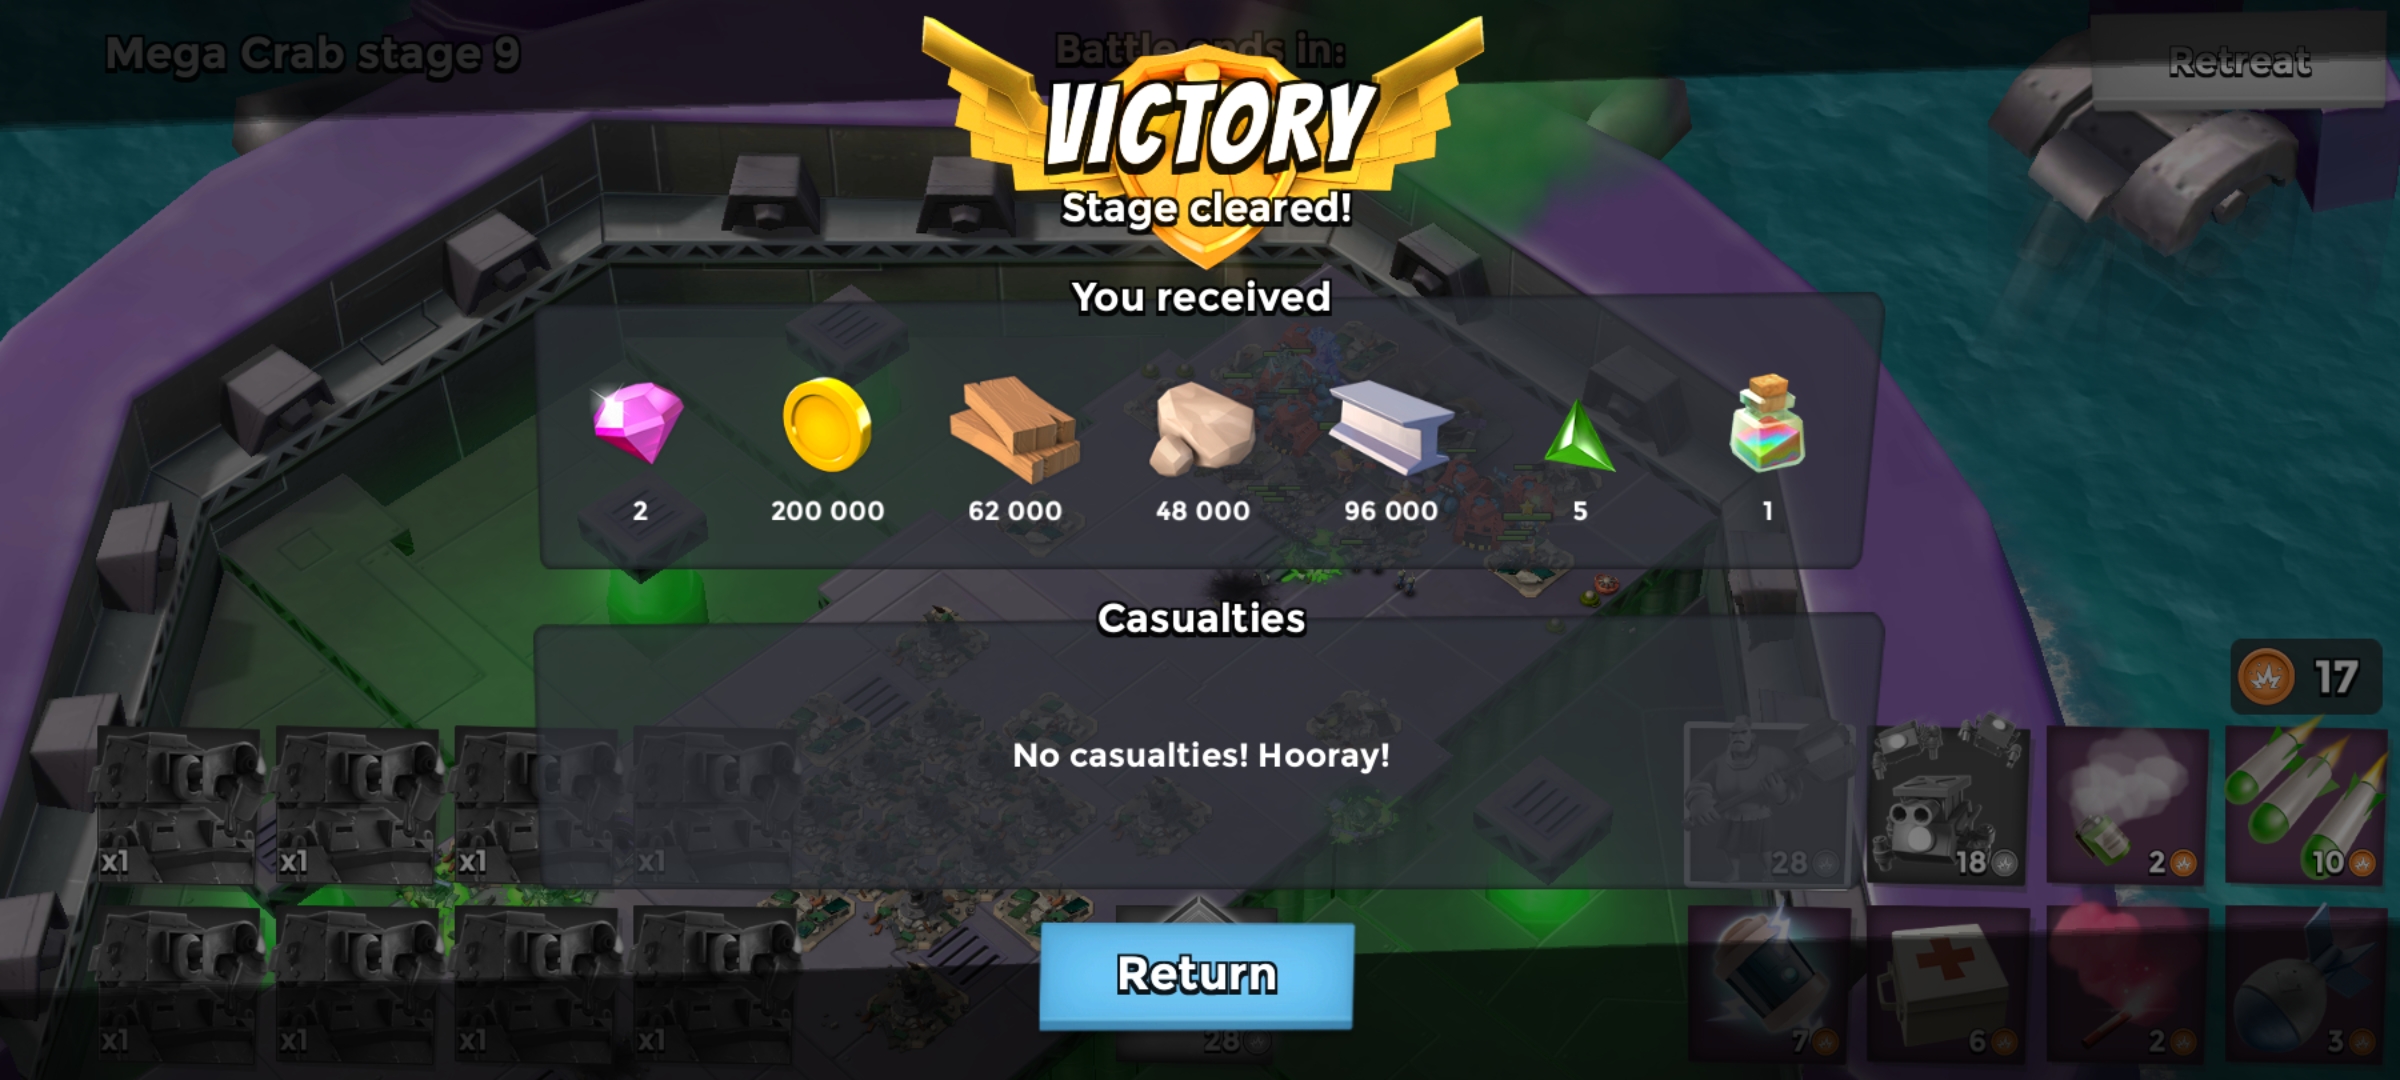 Mega Crab stage 9
Battle ends in:
Retreat
VICTORY
Stage cleared!
You received
2
200 000
62 000
48 000
96 000
5
1
Casualties
No casualties! Hooray!
17
x1
x1
x1
x1
28
18
2
10
x1
x1
x1
x1
Return
28
7
6
2
3